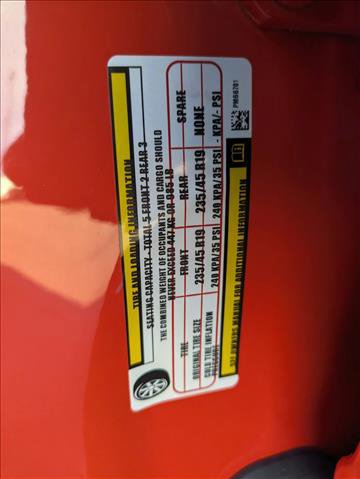 TIRE AND LOADING INFORMATION
SEATING CAPACITY - TOTAL 5 FRONT 2 REAR 3
THE COMBINED WEIGHT OF OCCUPANTS AND CARGO SHOULD
NEVER EXCEED 447 KG OR 985 LB
TIRE FRONT REAR SPARE
ORIGINAL TIRE SIZE 235/45 R19 235/45 R19 NONE
COLD TIRE INFLATION
PRESSURE 240 KPA/35 PSI 240 KPA/35 PSI - KPA/- PSI
SEE OWNERS MANUAL FOR ADDITIONAL INFORMATION
PM66701